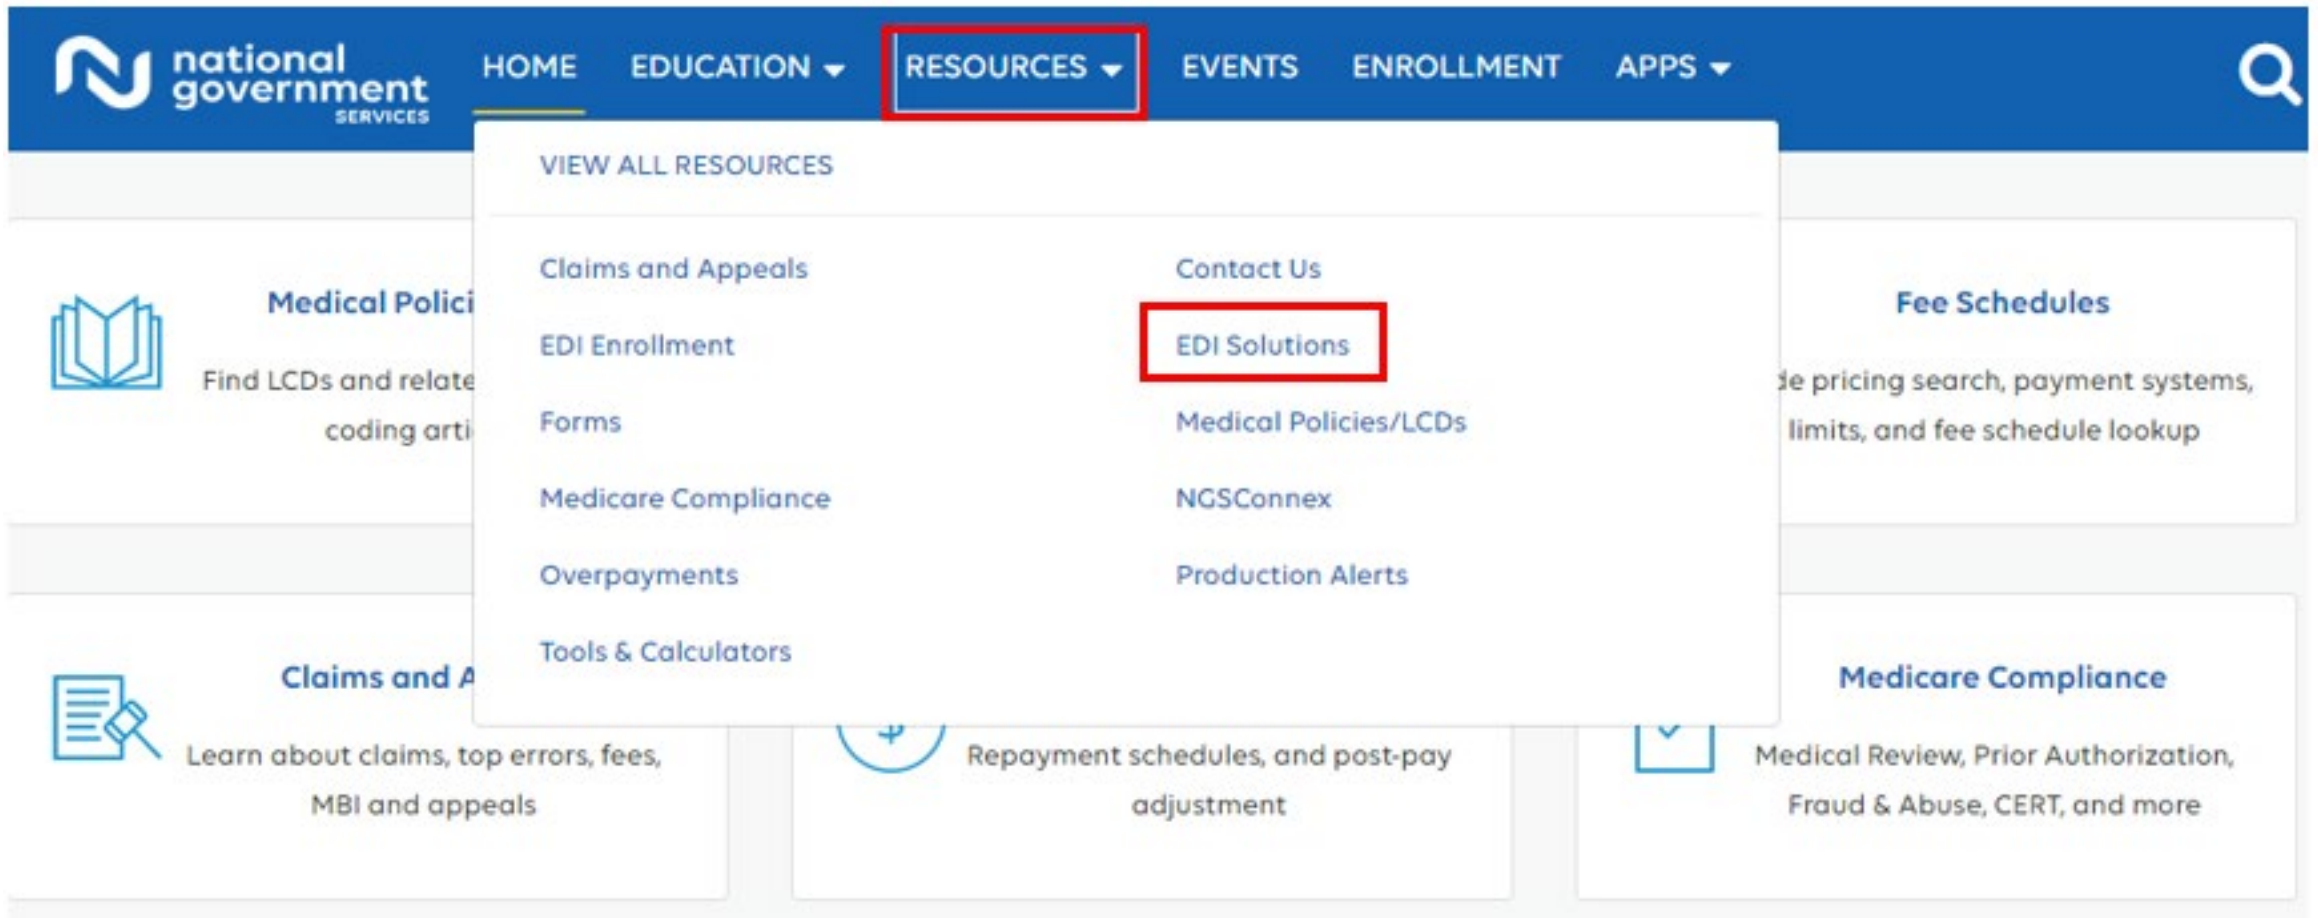 national
government
SERVICES
HOME
EDUCATION
RESOURCES
EVENTS
ENROLLMENT
APPS
VIEW ALL RESOURCES
Claims and Appeals
Contact Us
EDI Enrollment
EDI Solutions
Forms
Medical Policies/LCDs
Medicare Compliance
NGSConnex
Overpayments
Production Alerts
Tools & Calculators
Medical Polici
Find LCDs and relate
coding arti
Fee Schedules
de pricing search, payment systems,
limits, and fee schedule lookup
Claims and A
Learn about claims, top errors, fees,
MBI and appeals
$
Repayment schedules, and post-pay
adjustment
Medicare Compliance
Medical Review, Prior Authorization,
Fraud & Abuse, CERT, and more